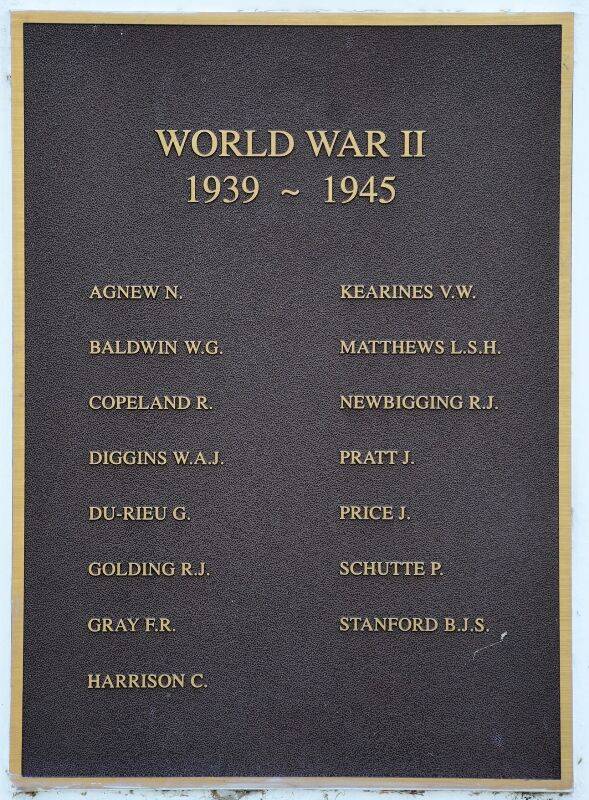 WORLD WAR II
1939 ~ 1945
AGNEW N.
BALDWIN W.G.
COPELAND R.
DIGGINS W.A.J.
DU-RIEU G.
GOLDING R.J.
GRAY F.R.
HARRISON C.
KEARINES V.W.
MATTHEWS L.S.H.
NEWBIGGING R.J.
PRATT J.
PRICE J.
SCHUTTE P.
STANFORD B.J.S.